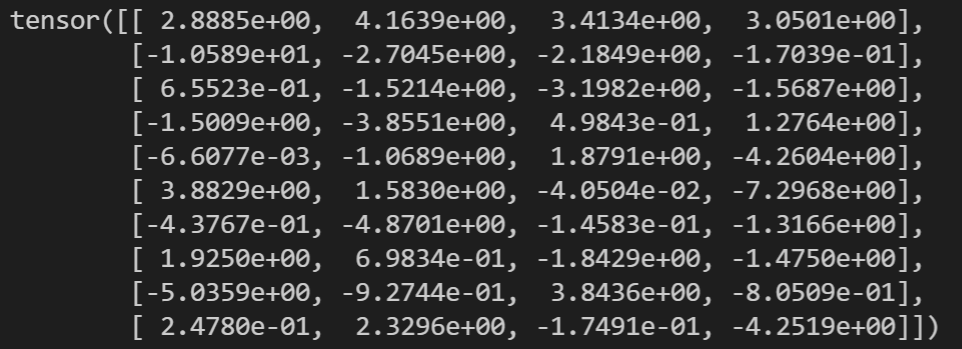 tensor([[ 2.8885e+00,  4.1639e+00,  3.4134e+00,  3.0501e+00],
        [-1.0589e+01, -2.7045e+00, -2.1849e+00, -1.7039e-01],
        [ 6.5523e-01, -1.5214e+00, -3.1982e+00, -1.5687e+00],
        [-1.5009e+00, -3.8551e+00,  4.9843e-01,  1.2764e+00],
        [-6.6077e-03, -1.0689e+00,  1.8791e+00, -4.2604e+00],
        [ 3.8829e+00,  1.5830e+00, -4.0504e-02, -7.2968e+00],
        [-4.3767e-01, -4.8701e+00, -1.4583e-01, -1.3166e+00],
        [ 1.9250e+00,  6.9834e-01, -1.8429e+00, -1.4750e+00],
        [-5.0359e+00, -9.2744e-01,  3.8436e+00, -8.0509e-01],
        [ 2.4780e-01,  2.3296e+00, -1.7491e-01, -4.2519e+00]])